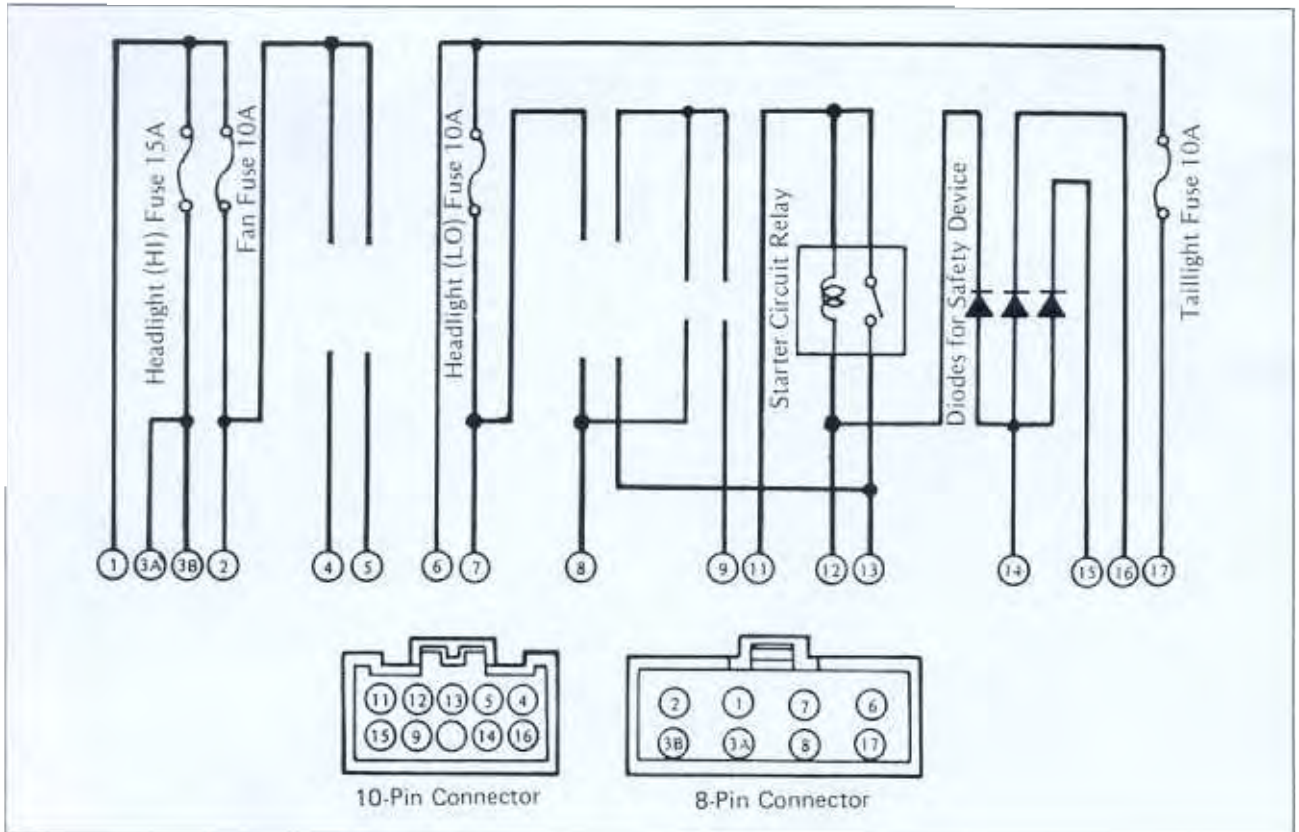 Headlight (HI) Fuse 15A
Fan Fuse 10A
Headlight (LO) Fuse 10A
Starter Circuit Relay
Diodes for Safety Device
Taillight Fuse 10A
1 3A 3B 2 4 5 6 7 8 9 11 12 13 14 15 16 17
11 12 13 5 4
15 9 14 16
10-Pin Connector
2 1 7 6
3B 3A 8 17
8-Pin Connector